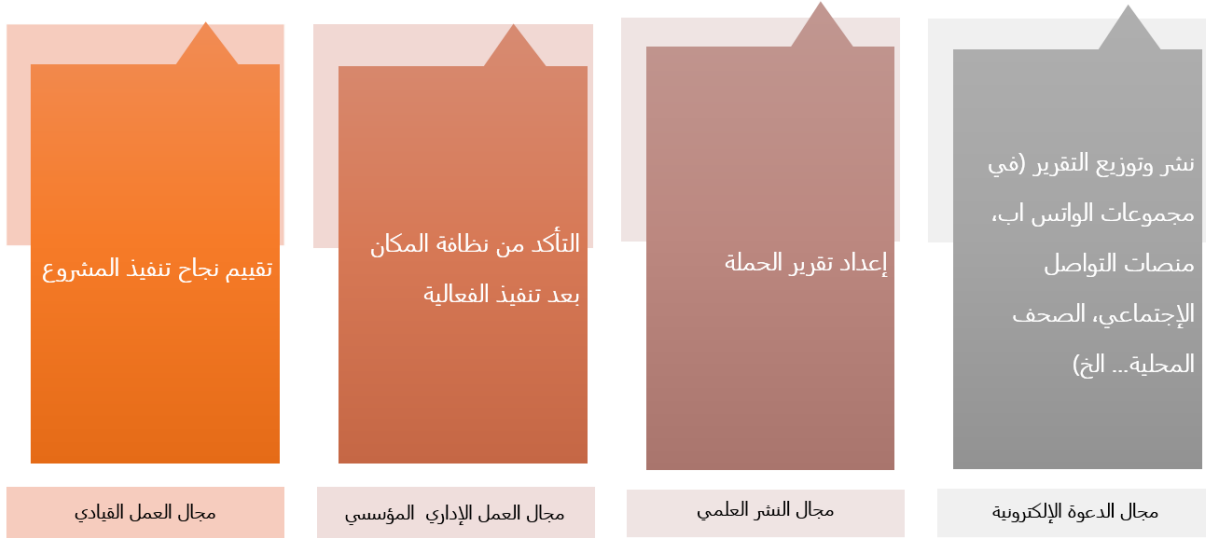 نشر وتوزيع التقرير (في
مجموعات الواتس اب،
منصات التواصل
الإجتماعي، الصحف
المحلية... الخ)
مجال الدعوة الإلكترونية
إعداد تقرير الحملة
مجال النشر العلمي
التأكد من نظافة المكان
بعد تنفيذ الفعالية
مجال العمل الإداري المؤسسي
تقييم نجاح تنفيذ المشروع
مجال العمل القيادي